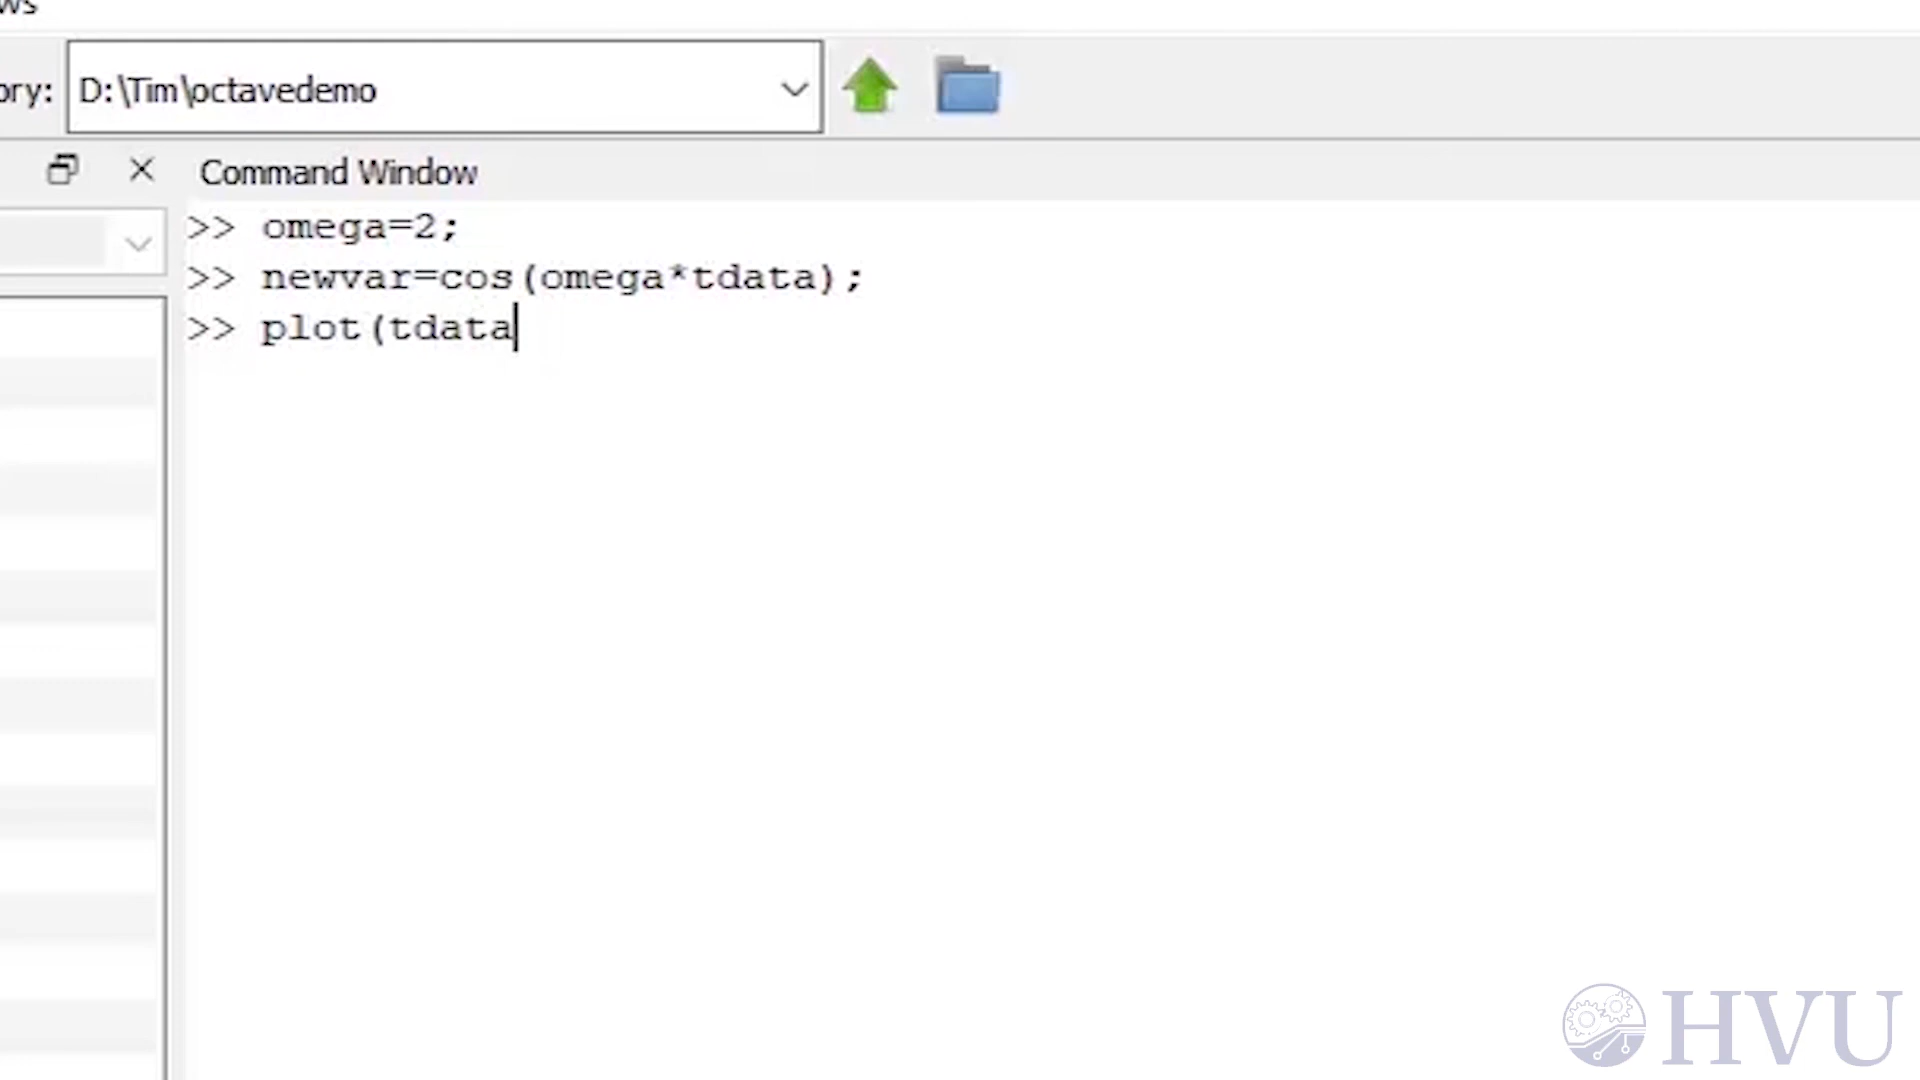 ws
ory: D:\Tim\octavedemo
Command Window
>> omega=2;
>> newvar=cos(omega*tdata);
>> plot(tdata
HVU